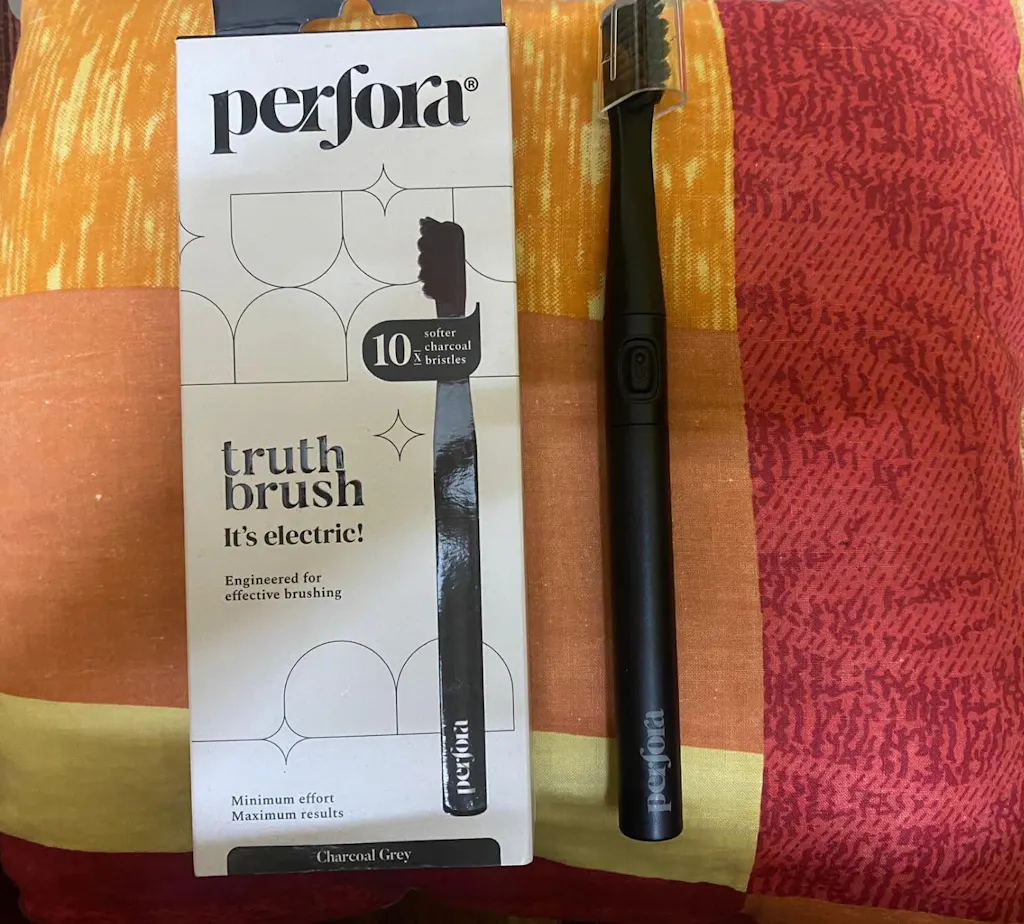 perfora®
10x
softer
charcoal
bristles
truth
brush
It's electric!
Engineered for
effective brushing
perfora
Minimum effort
Maximum results
Charcoal Grey
perfora